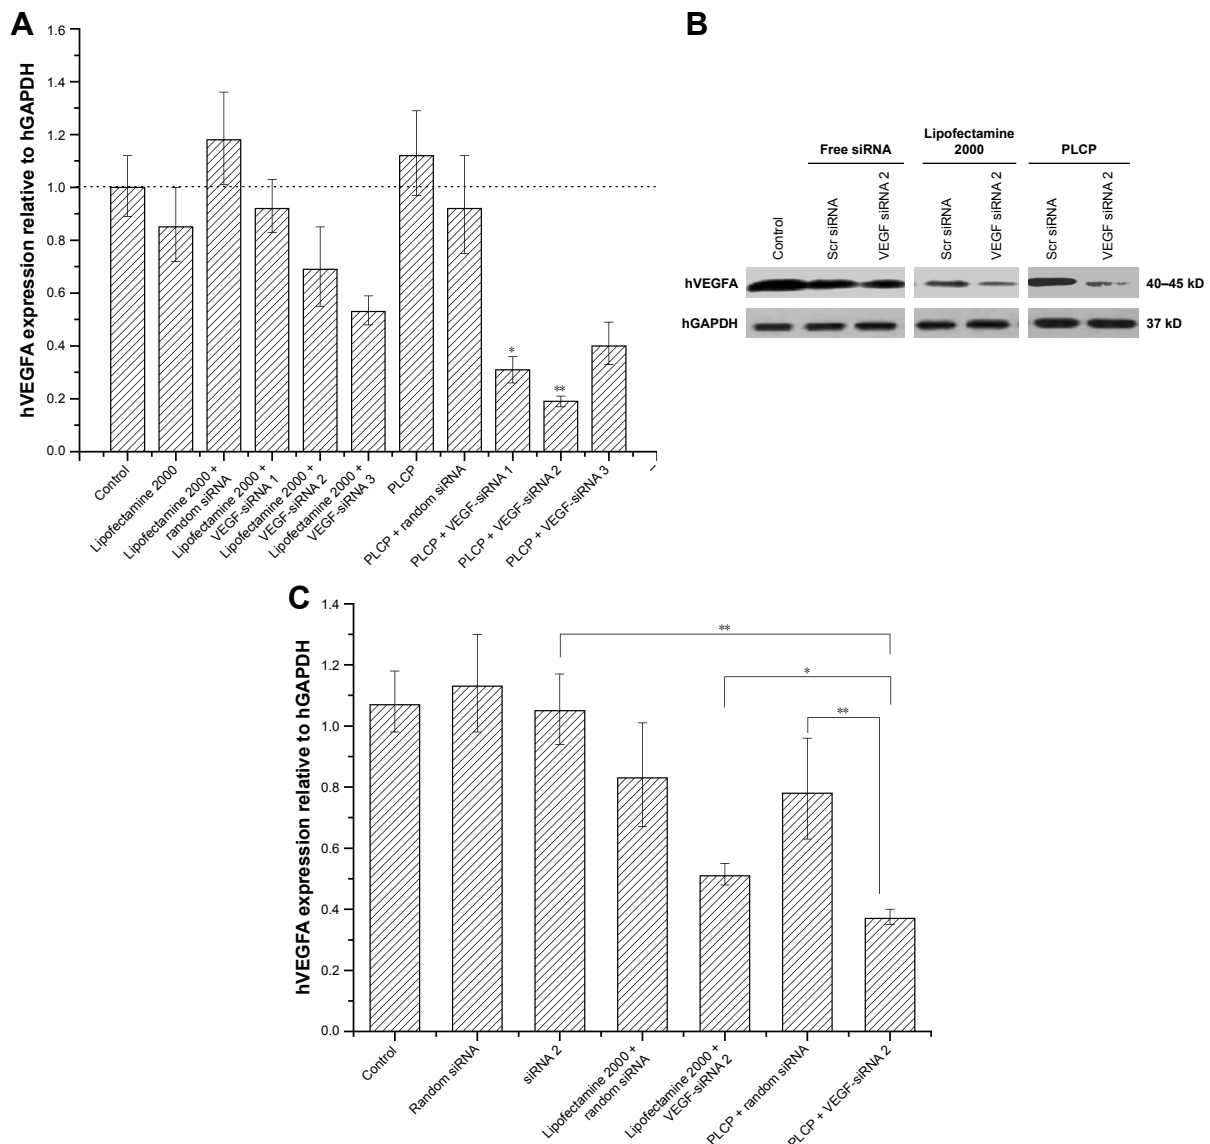 A
hVEGFA expression relative to hGAPDH
1.6
1.4
1.2
1.0
0.8
0.6
0.4
0.2
0.0
*
**
Control
Lipofectamine 2000
Lipofectamine 2000 +
random siRNA
Lipofectamine 2000 +
VEGF-siRNA 1
Lipofectamine 2000 +
VEGF-siRNA 2
Lipofectamine 2000 +
VEGF-siRNA 3
PLCP
PLCP + random siRNA
PLCP + VEGF-siRNA 1
PLCP + VEGF-siRNA 2
PLCP + VEGF-siRNA 3
–
B
Free siRNA
Lipofectamine
2000
PLCP
Control
Scr siRNA
VEGF siRNA 2
Scr siRNA
VEGF siRNA 2
Scr siRNA
VEGF siRNA 2
hVEGFA
40–45 kD
hGAPDH
37 kD
C
hVEGFA expression relative to hGAPDH
1.4
1.2
1.0
0.8
0.6
0.4
0.2
0.0
**
*
**
Control
Random siRNA
siRNA 2
Lipofectamine 2000 +
random siRNA
Lipofectamine 2000 +
VEGF-siRNA 2
PLCP + random siRNA
PLCP + VEGF-siRNA 2